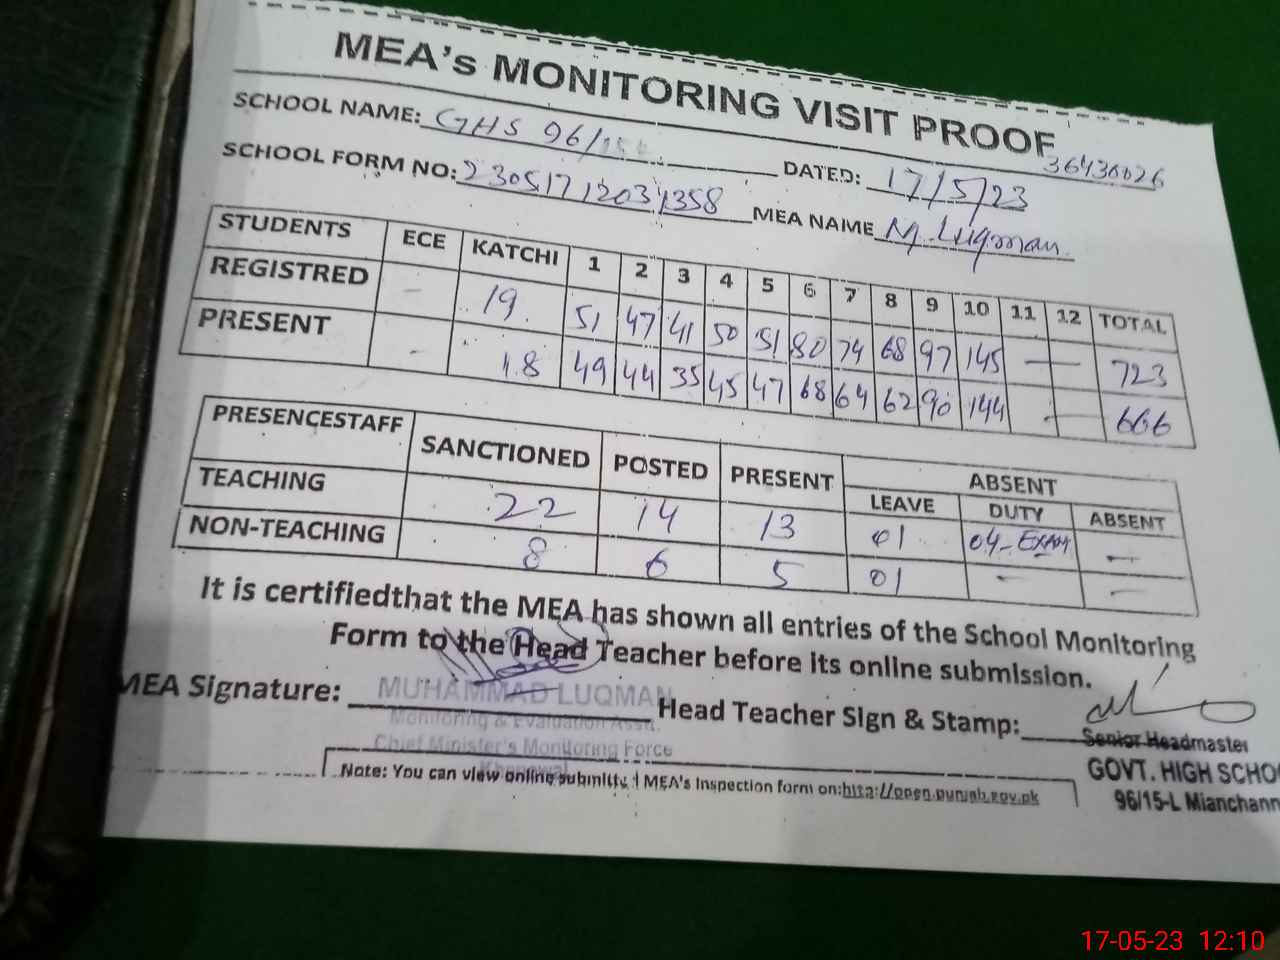 MEA's MONITORING VISIT PROOF
36430026
SCHOOL NAME: GHS 96/15L DATED: 17/5/23
SCHOOL FORM NO: MEA NAME M. Luqman
STUDENTS ECE KATCHI 1 2 3 4 5 6 7 8 9 10 11 12 TOTAL
REGISTRED - 19 51 47 41 50 51 80 74 68 97 145 - - 723
PRESENT - 18 49 44 35 45 47 68 64 62 90 144 - 666
PRESENCESTAFF SANCTIONED POSTED PRESENT ABSENT
LEAVE DUTY ABSENT
TEACHING 22 14 13 01 04-Exam -
NON-TEACHING 8 6 5 01 - -
It is certifiedthat the MEA has shown all entries of the School Monitoring
Form to the Head Teacher before its online submission.
MEA Signature: Head Teacher Sign & Stamp:
MUHAMMAD LUQMAN
Monitoring & Evaluation Asstt.
Chief Minister's Monitoring Force
Khanewal
Senior Headmaster
GOVT. HIGH SCHOO
96/15-L Mianchann
Note: You can view online submitte MEA's Inspection form on:http://open.punjab.gov.pk
17-05-23 12:10